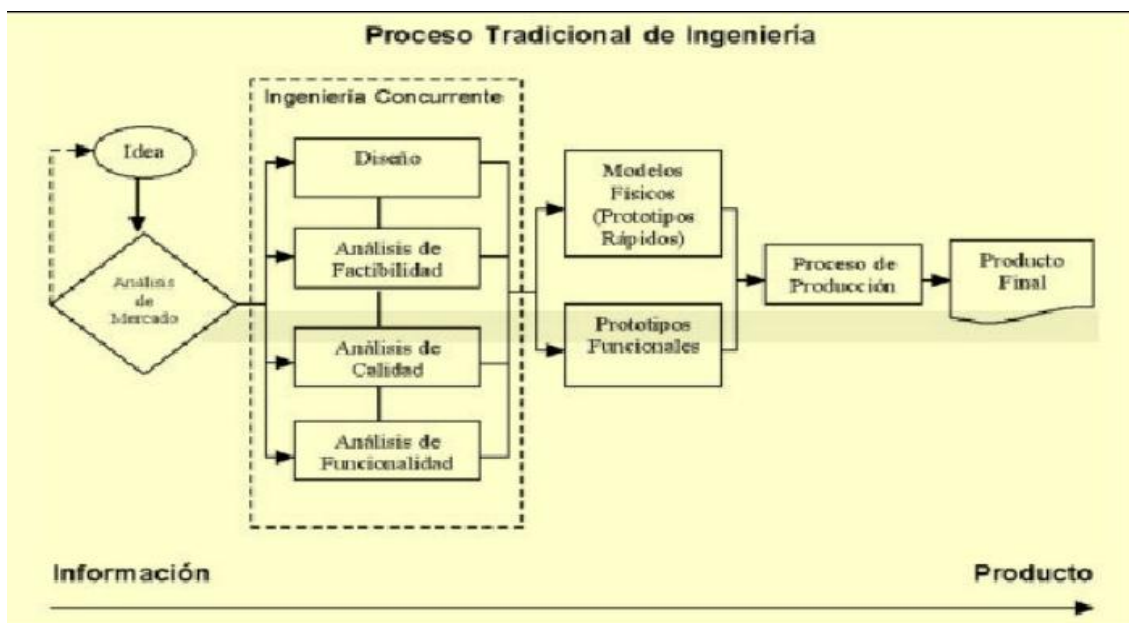 Proceso Tradicional de Ingeniería
Ingeniería Concurrente
Idea
Análisis
de
Mercado
Diseño
Análisis de
Factibilidad
Análisis de
Calidad
Análisis de
Funcionalidad
Modelos
Físicos
(Prototipos
Rápidos)
Prototipos
Funcionales
Proceso de
Producción
Producto
Final
Información
Producto